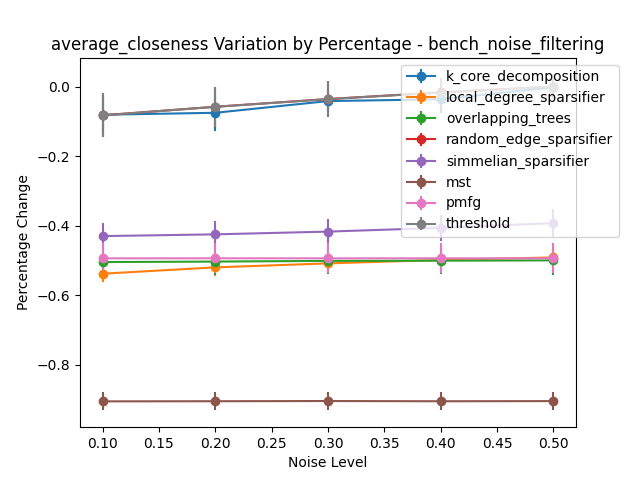 average_closeness Variation by Percentage - bench_noise_filtering
k_core_decomposition
local_degree_sparsifier
overlapping_trees
random_edge_sparsifier
simmelian_sparsifier
mst
pmfg
threshold
Percentage Change
0.0
−0.2
−0.4
−0.6
−0.8
0.10 0.15 0.20 0.25 0.30 0.35 0.40 0.45 0.50
Noise Level